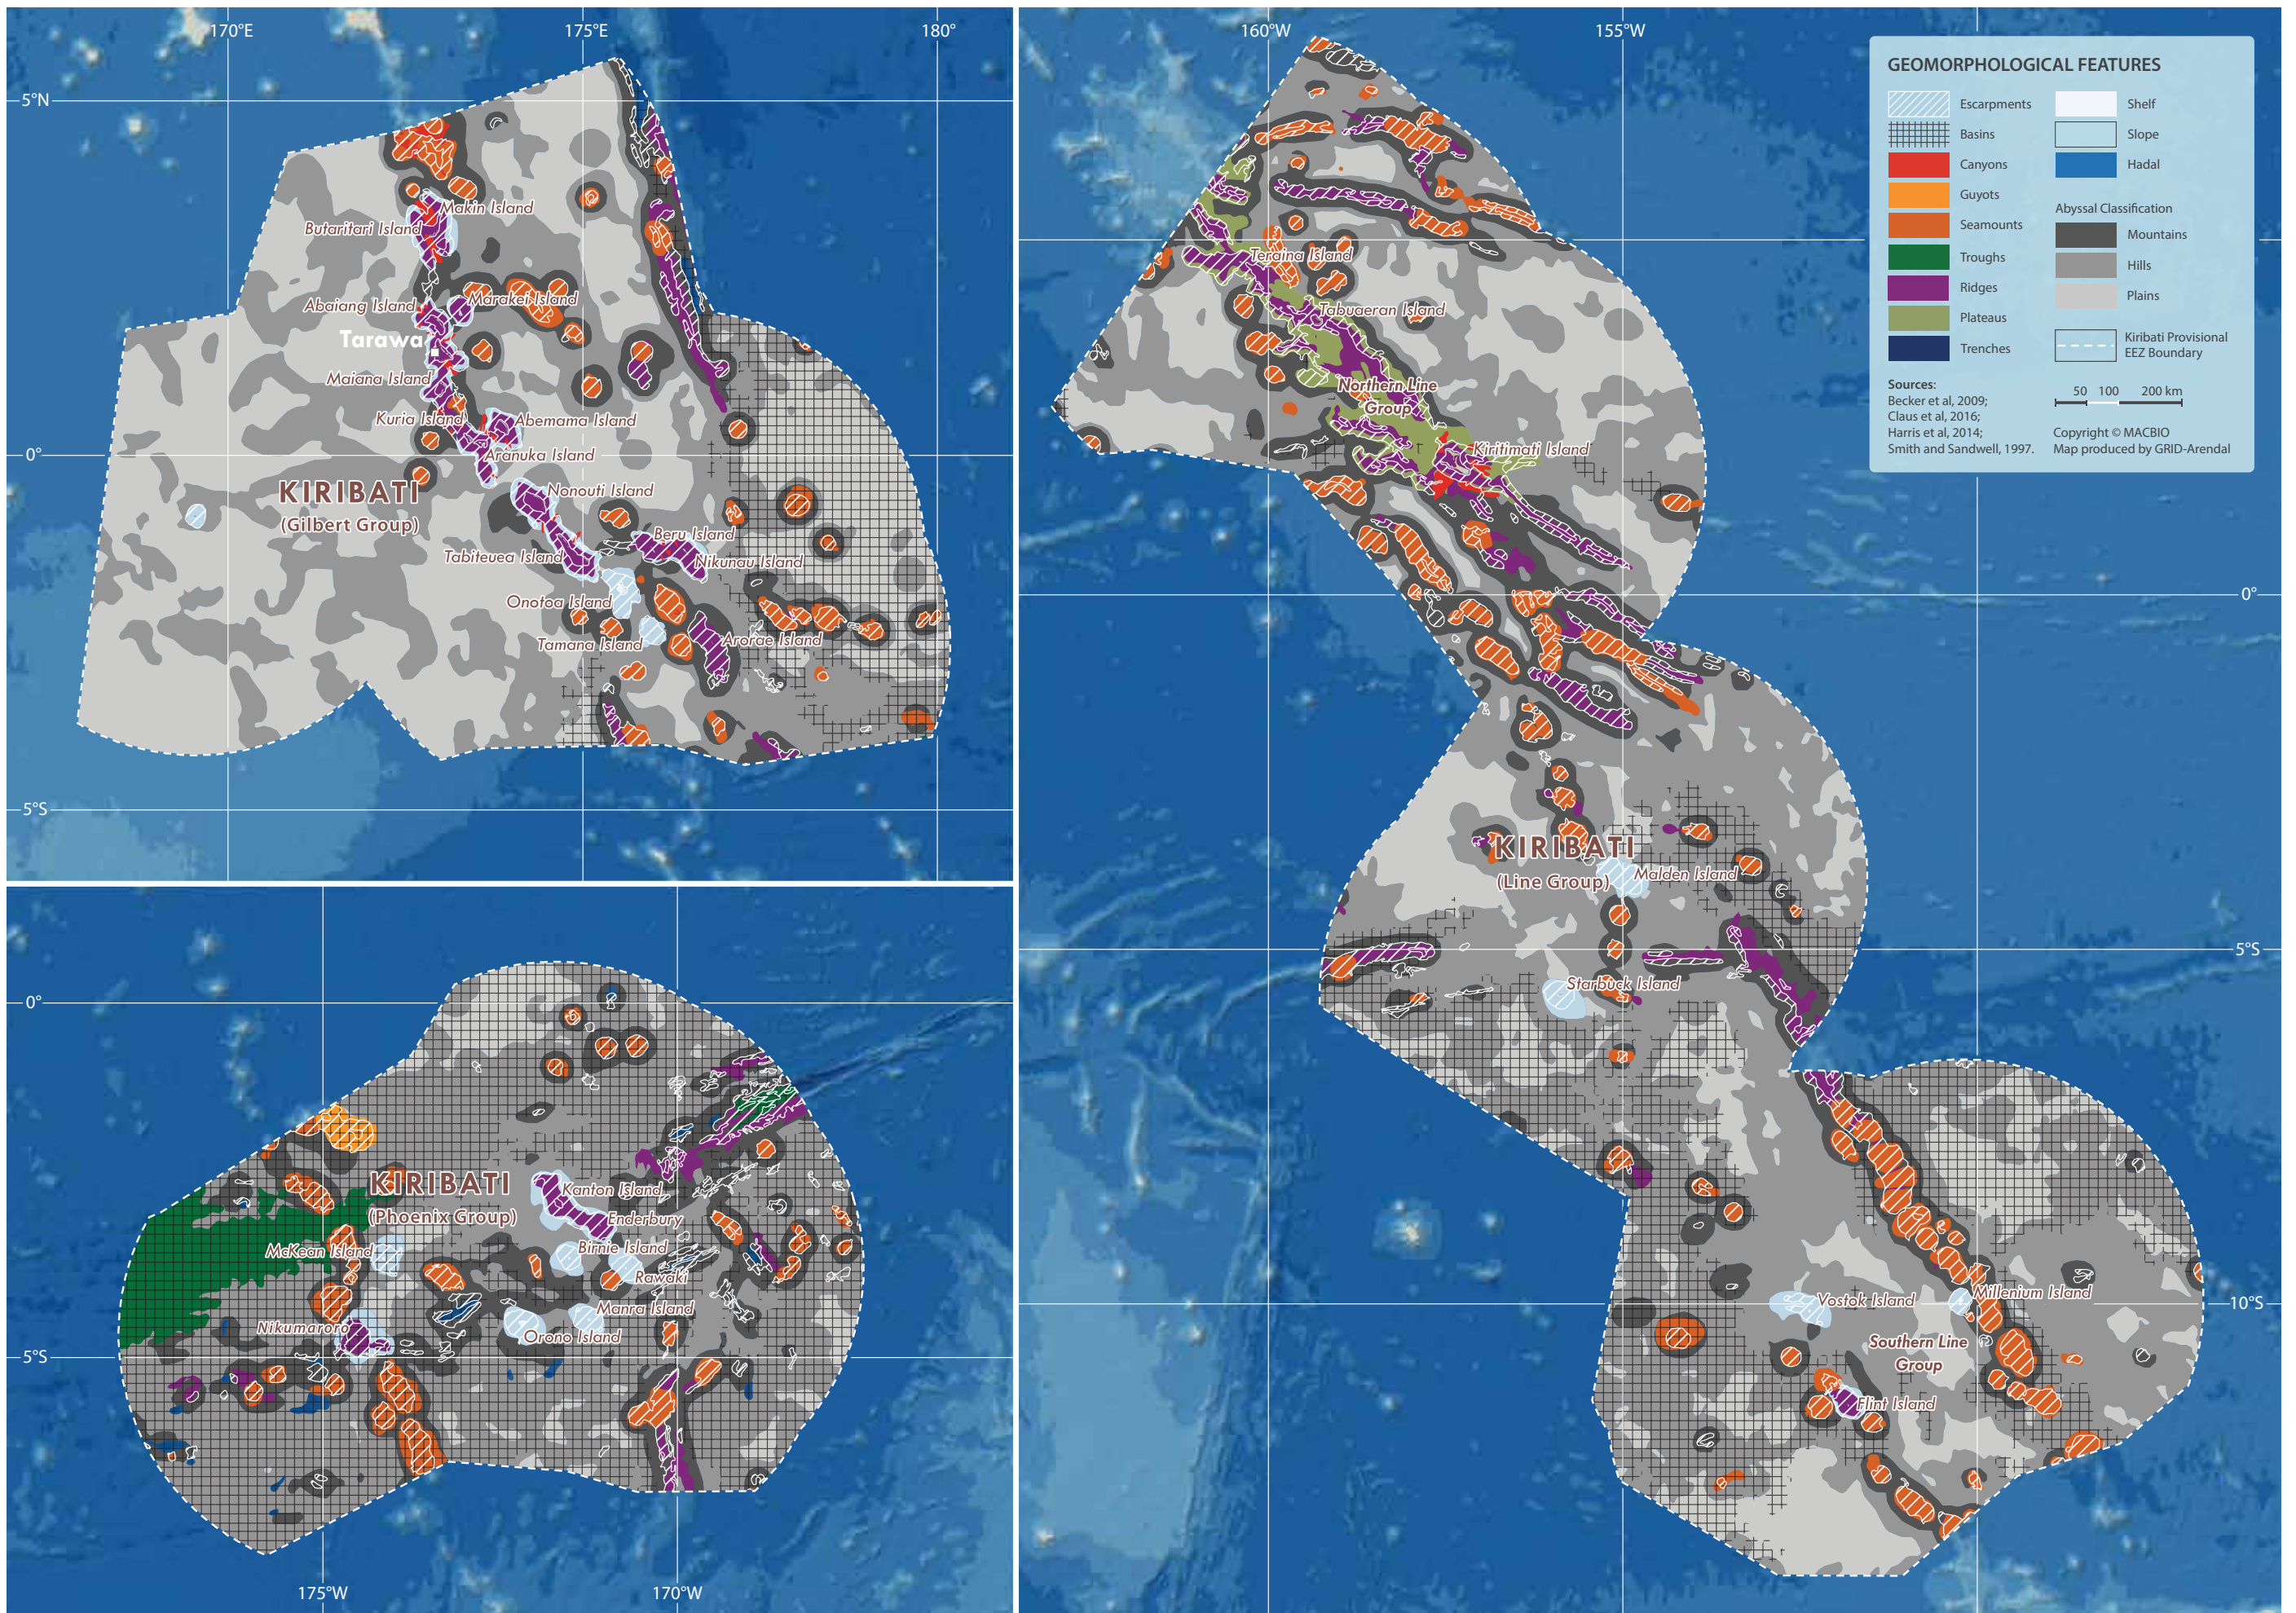 170°E
175°E
180°
5°N
0°
5°S
Makin Island
Butaritari Island
Abaiang Island
Marakei Island
Tarawa
Maiana Island
Kuria Island
Abemama Island
Aranuka Island
KIRIBATI
(Gilbert Group)
Nonouti Island
Beru Island
Tabiteuea Island
Nikunau Island
Onotoa Island
Tamana Island
Arorae Island
0°
5°S
175°W
170°W
KIRIBATI
(Phoenix Group)
Kanton Island
Enderbury
McKean Island
Birnie Island
Rawaki
Manra Island
Nikumaroro
Orono Island
160°W
155°W
0°
5°S
10°S
Teraina Island
Tabuaeran Island
Northern Line
Group
Kiritimati Island
KIRIBATI
(Line Group)
Malden Island
Starbuck Island
Vostok Island
Millenium Island
Southern Line
Group
Flint Island
GEOMORPHOLOGICAL FEATURES
Escarpments
Basins
Canyons
Guyots
Seamounts
Troughs
Ridges
Plateaus
Trenches
Shelf
Slope
Hadal
Abyssal Classification
Mountains
Hills
Plains
Kiribati Provisional
EEZ Boundary
Sources:
Becker et al, 2009;
Claus et al, 2016;
Harris et al, 2014;
Smith and Sandwell, 1997.
50 100 200 km
Copyright © MACBIO
Map produced by GRID-Arendal